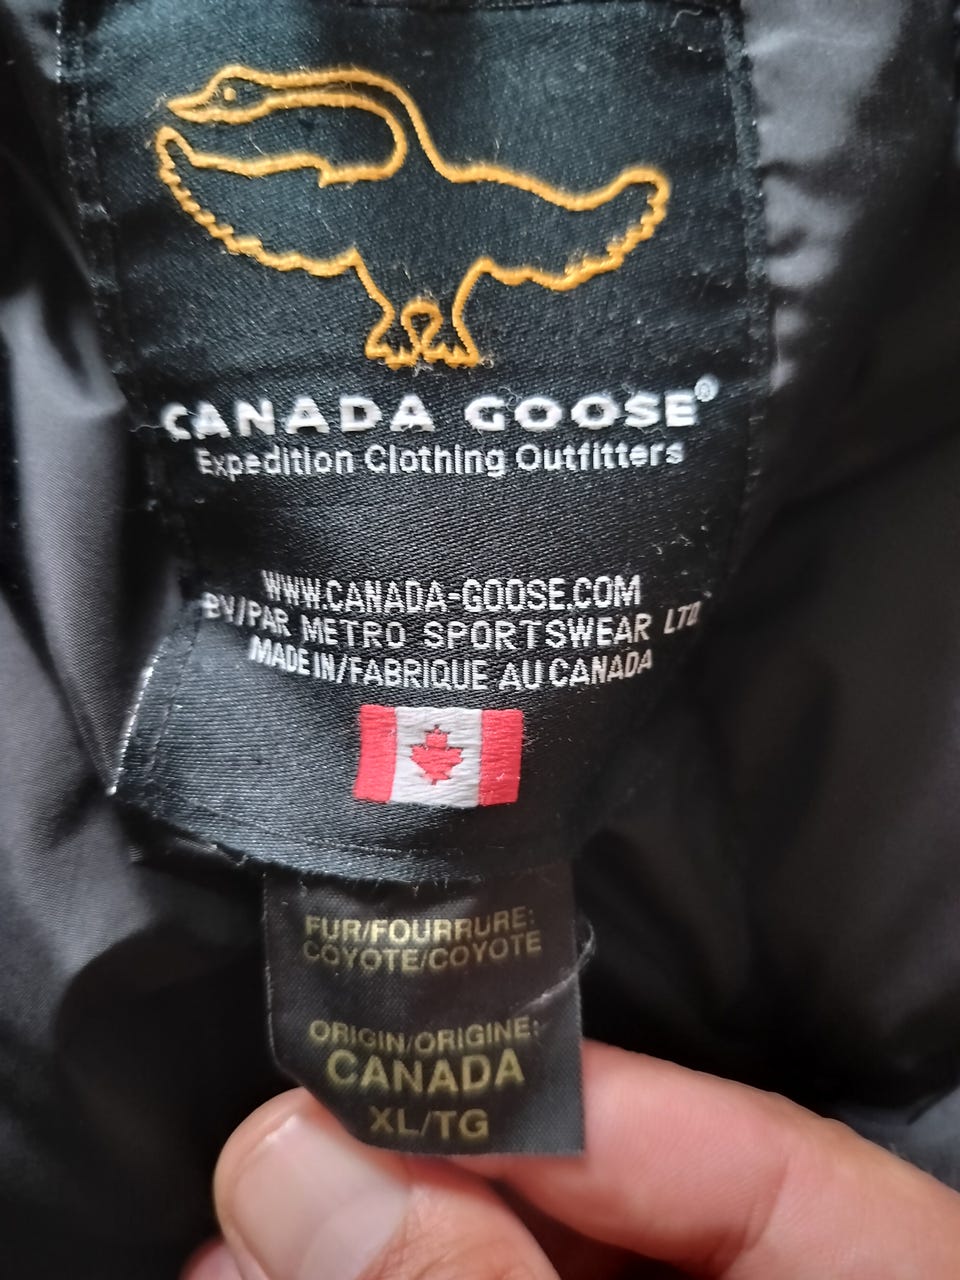 CANADA GOOSE®
Expedition Clothing Outfitters
WWW.CANADA-GOOSE.COM
BY/PAR METRO SPORTSWEAR LTD
MADE IN/FABRIQUE AU CANADA
FUR/FOURRURE:
COYOTE/COYOTE
ORIGIN/ORIGINE:
CANADA
XL/TG